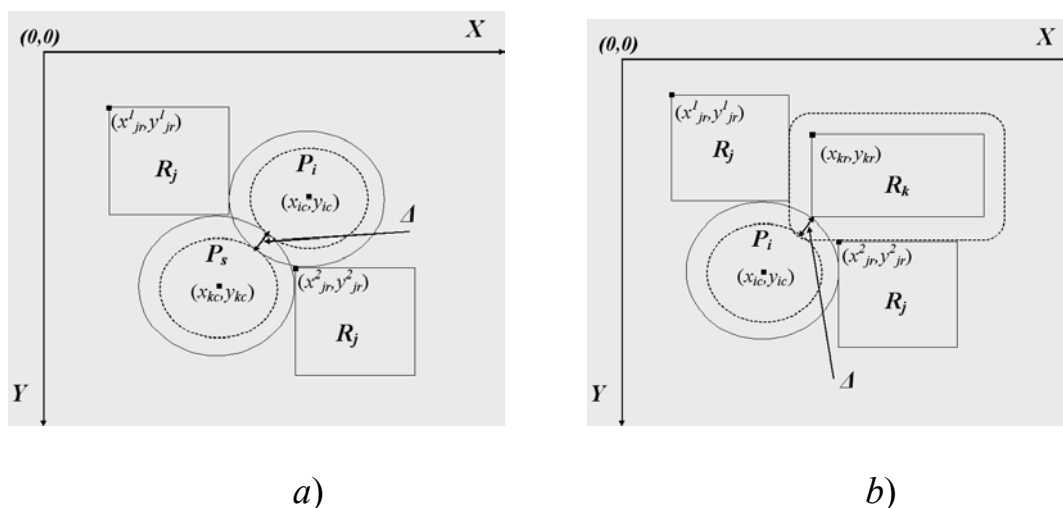 (0,0)
X
(x¹jr,y¹jr)
Rj
Pi
(xic,yic)
Δ
Ps
(xkc,ykc)
(x²jr,y²jr)
Rj
Y
a)
(0,0)
X
(x¹jr,y¹jr)
Rj
(xkr,ykr)
Rk
Pi
(xic,yic)
(x²jr,y²jr)
Rj
Δ
Y
b)